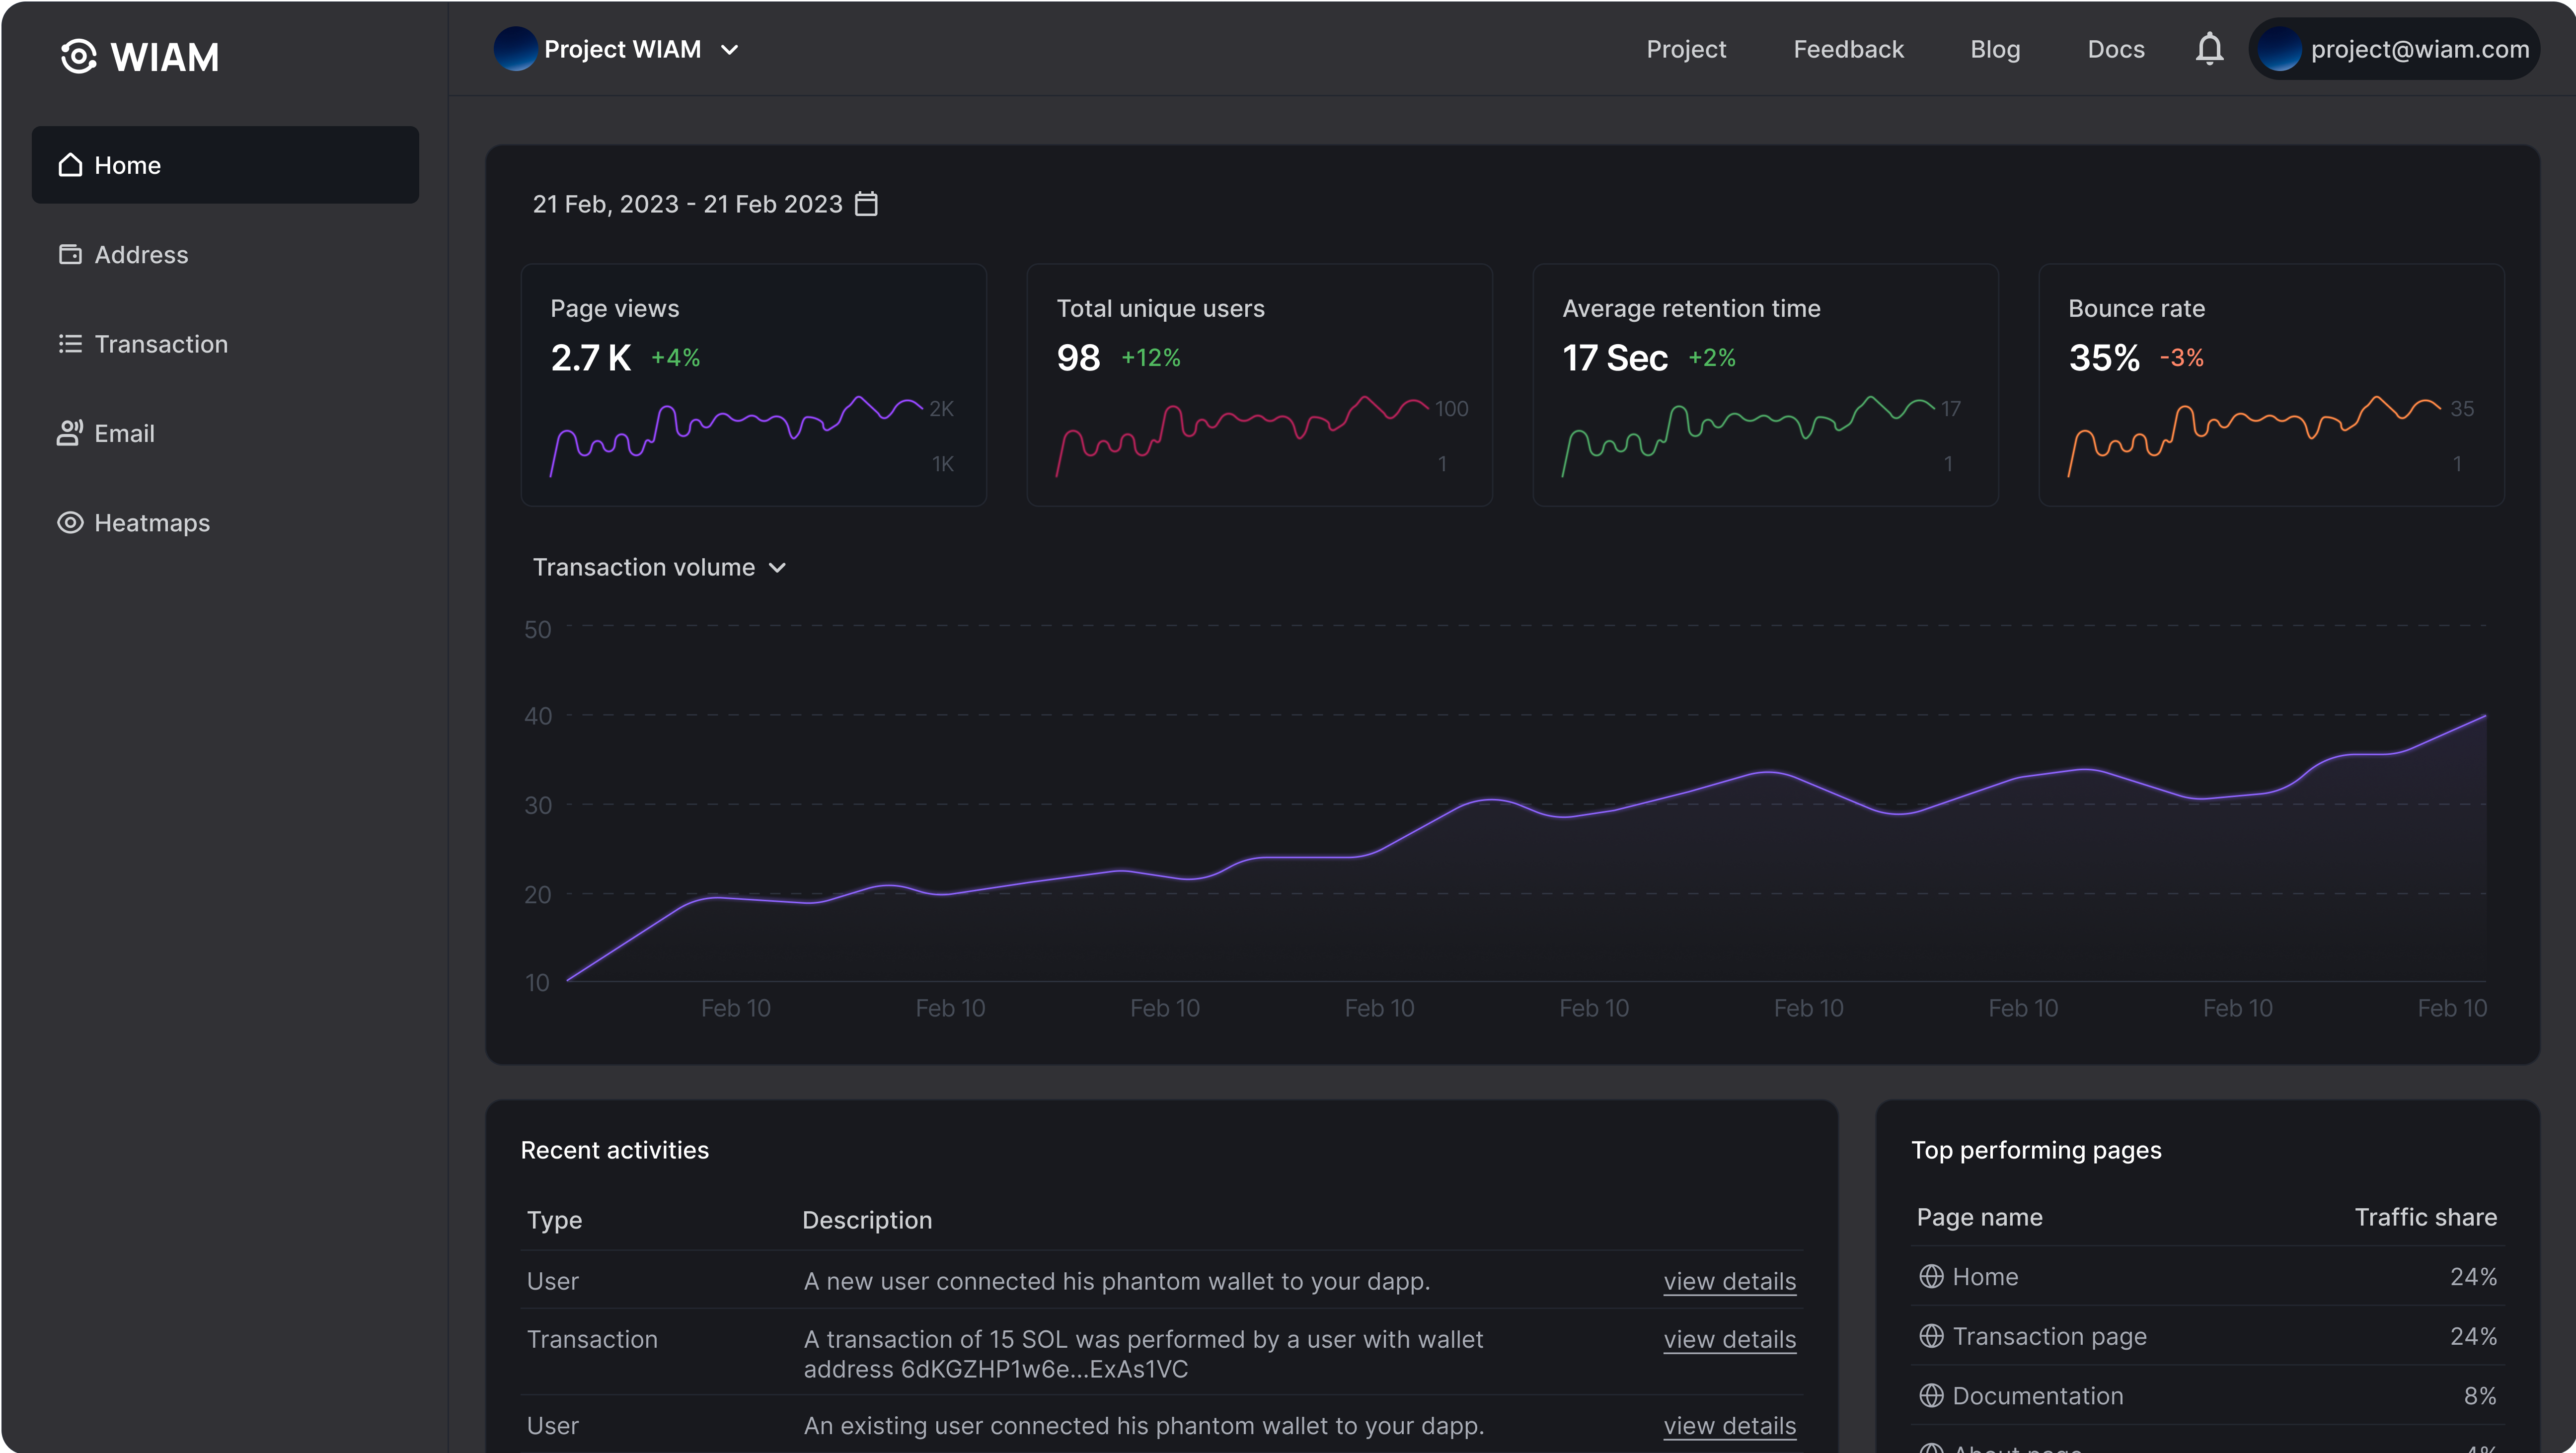 WIAM
Project WIAM
Project
Feedback
Blog
Docs
project@wiam.com
Home
Address
Transaction
Email
Heatmaps
21 Feb, 2023 - 21 Feb 2023
Page views
2.7 K +4%
2K
1K
Total unique users
98 +12%
100
1
Average retention time
17 Sec +2%
17
1
Bounce rate
35% -3%
35
1
Transaction volume
50
40
30
20
10
Feb 10 Feb 10 Feb 10 Feb 10 Feb 10 Feb 10 Feb 10 Feb 10 Feb 10
Recent activities
Type Description
User A new user connected his phantom wallet to your dapp. view details
Transaction A transaction of 15 SOL was performed by a user with wallet view details
address 6dKGZHP1w6e...ExAs1VC
User An existing user connected his phantom wallet to your dapp. view details
Top performing pages
Page name Traffic share
Home 24%
Transaction page 24%
Documentation 8%
About page 4%